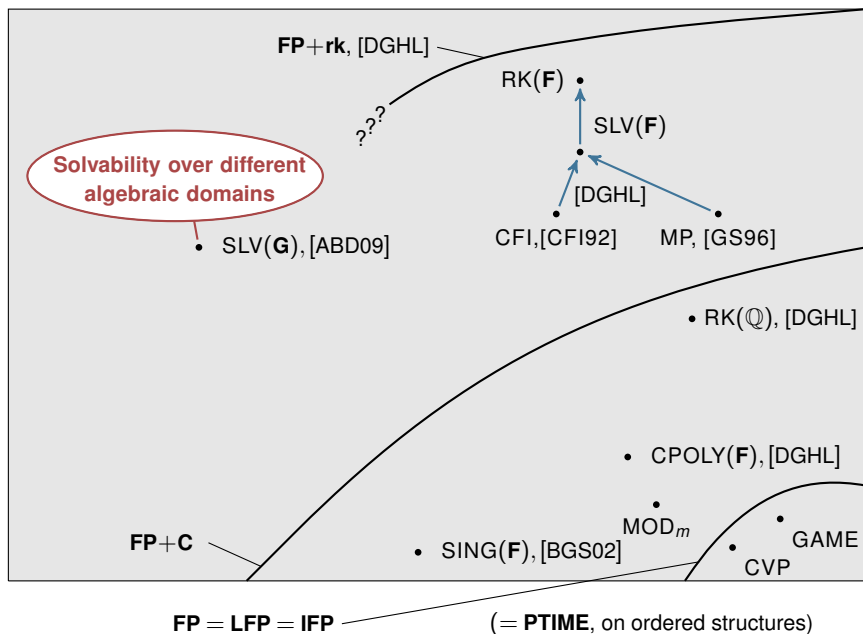 FP+rk, [DGHL]
RK(F)
???
SLV(F)
Solvability over different
algebraic domains
[DGHL]
CFI,[CFI92]
MP, [GS96]
SLV(G), [ABD09]
RK(ℚ), [DGHL]
CPOLY(F), [DGHL]
MODₘ
FP+C
SING(F), [BGS02]
GAME
CVP
FP = LFP = IFP
(= PTIME, on ordered structures)